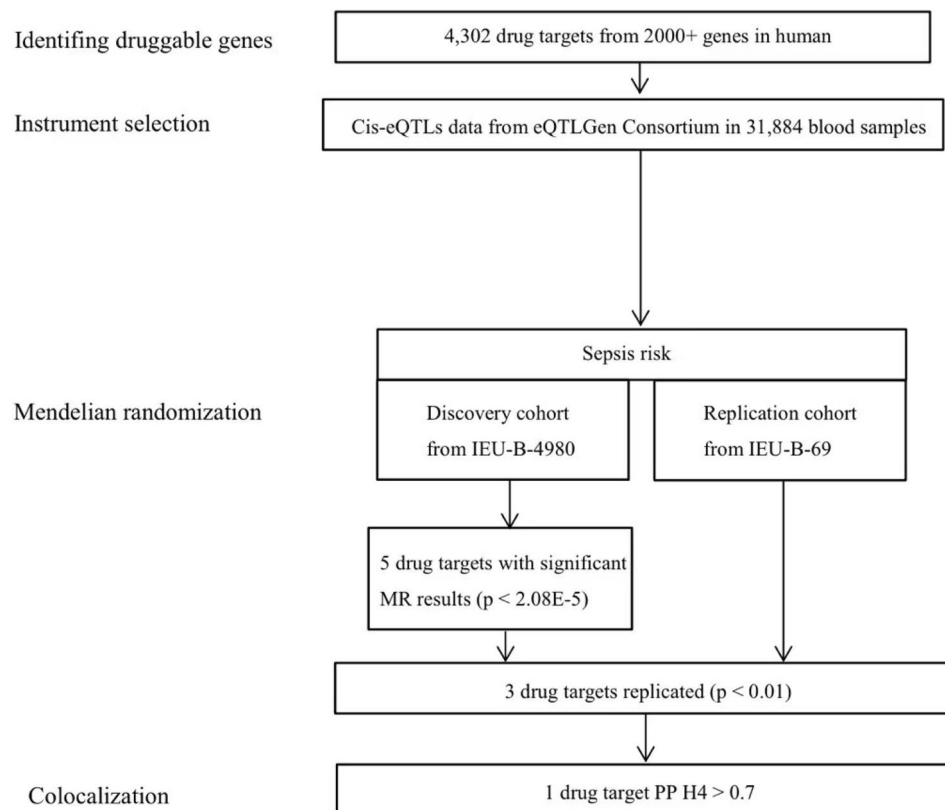 Identifing druggable genes
4,302 drug targets from 2000+ genes in human
Instrument selection
Cis-eQTLs data from eQTLGen Consortium in 31,884 blood samples
Sepsis risk
Mendelian randomization
Discovery cohort
from IEU-B-4980
Replication cohort
from IEU-B-69
5 drug targets with significant
MR results (p < 2.08E-5)
3 drug targets replicated (p < 0.01)
Colocalization
1 drug target PP H4 > 0.7